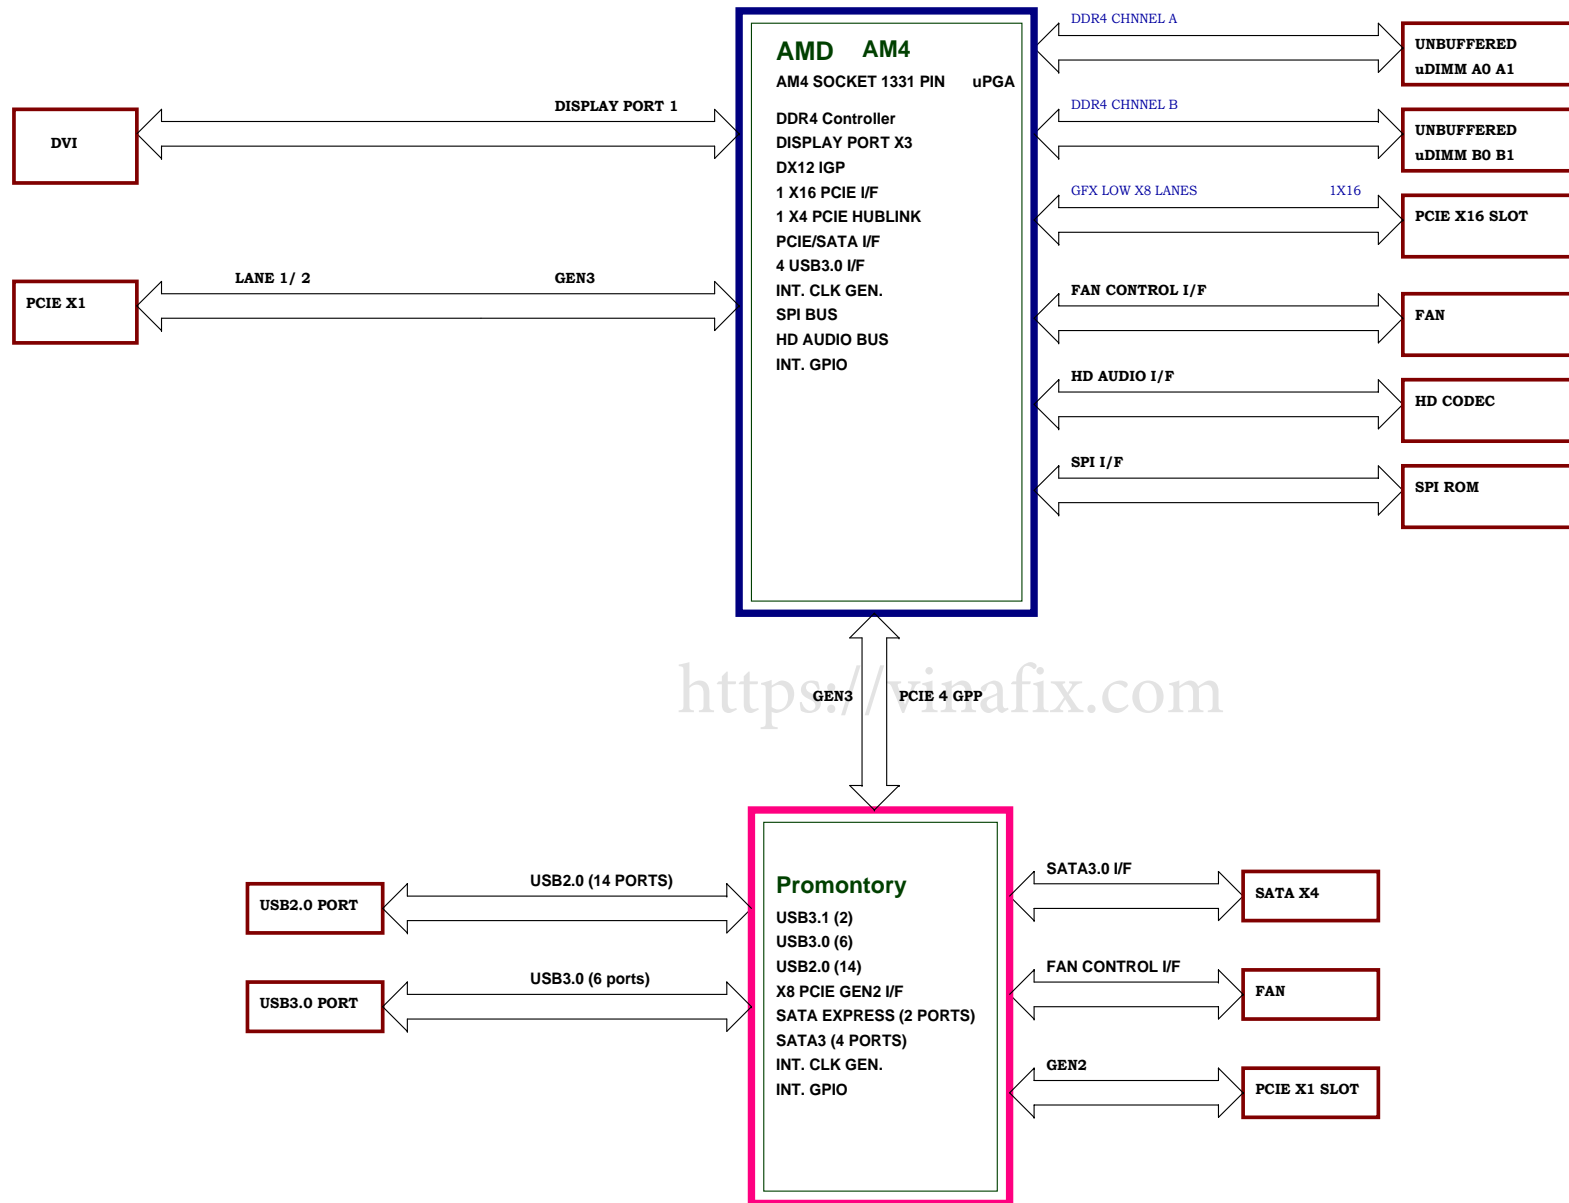 AMD AM4
AM4 SOCKET 1331 PIN uPGA
DDR4 Controller
DISPLAY PORT X3
DX12 IGP
1 X16 PCIE I/F
1 X4 PCIE HUBLINK
PCIE/SATA I/F
4 USB3.0 I/F
INT. CLK GEN.
SPI BUS
HD AUDIO BUS
INT. GPIO
DISPLAY PORT 1
DVI
LANE 1/ 2 GEN3
PCIE X1
DDR4 CHNNEL A
UNBUFFERED
uDIMM A0 A1
DDR4 CHNNEL B
UNBUFFERED
uDIMM B0 B1
GFX LOW X8 LANES 1X16
PCIE X16 SLOT
FAN CONTROL I/F
FAN
HD AUDIO I/F
HD CODEC
SPI I/F
SPI ROM
https://vinafix.com
GEN3 PCIE 4 GPP
Promontory
USB3.1 (2)
USB3.0 (6)
USB2.0 (14)
X8 PCIE GEN2 I/F
SATA EXPRESS (2 PORTS)
SATA3 (4 PORTS)
INT. CLK GEN.
INT. GPIO
USB2.0 (14 PORTS)
USB2.0 PORT
USB3.0 (6 ports)
USB3.0 PORT
SATA3.0 I/F
SATA X4
FAN CONTROL I/F
FAN
GEN2
PCIE X1 SLOT